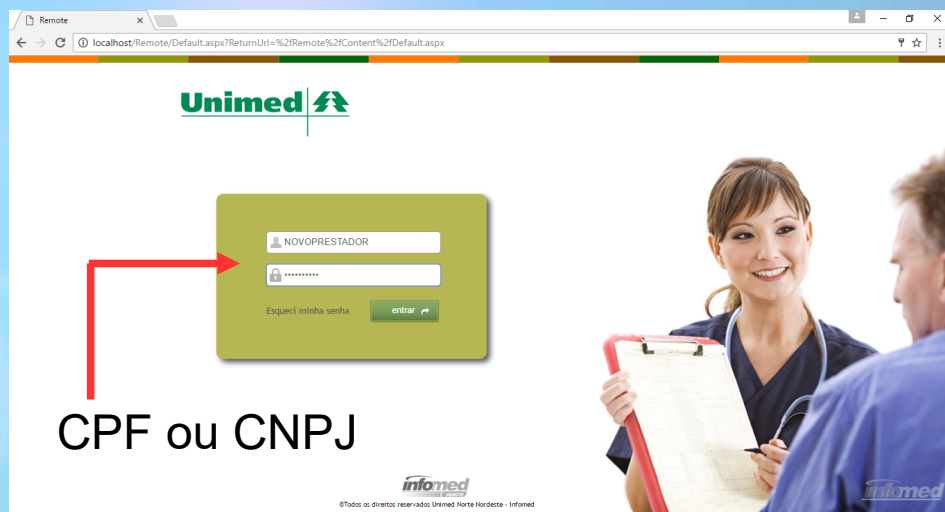 Remote
localhost/Remote/Default.aspx?ReturnUrl=%2fRemote%2fContent%2fDefault.aspx
Unimed
NOVOPRESTADOR
••••••••••
Esqueci minha senha
entrar
CPF ou CNPJ
infomed
REMOTE
©Todos os direitos reservados Unimed Norte Nordeste - Infomed
infomed